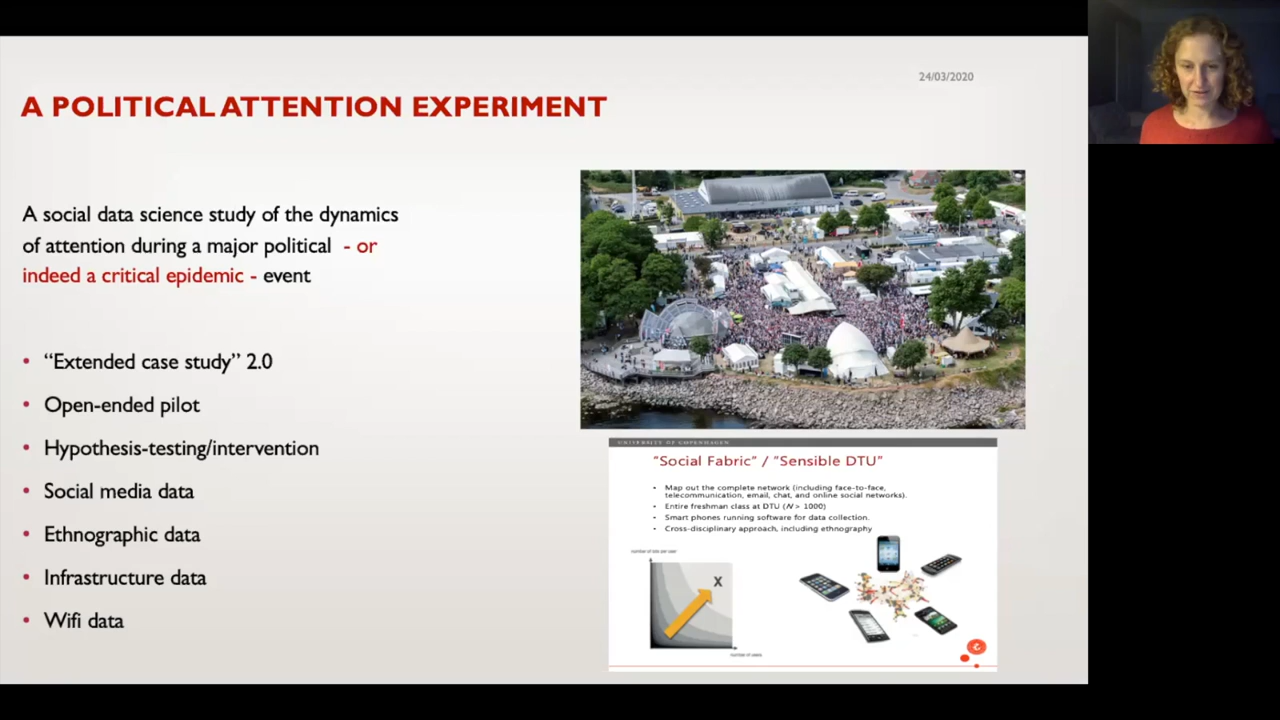 24/03/2020
A POLITICAL ATTENTION EXPERIMENT
A social data science study of the dynamics
of attention during a major political - or
indeed a critical epidemic - event
• “Extended case study” 2.0
• Open-ended pilot
• Hypothesis-testing/intervention
• Social media data
• Ethnographic data
• Infrastructure data
• Wifi data
UNIVERSITY OF COPENHAGEN
“Social Fabric” / “Sensible DTU”
• Map out the complete network (including face-to-face,
telecommunication, email, chat, and online social networks).
• Entire freshman class at DTU (N > 1000)
• Smart phones running software for data collection.
• Cross-disciplinary approach, including ethnography
number of bits per user
X
number of users